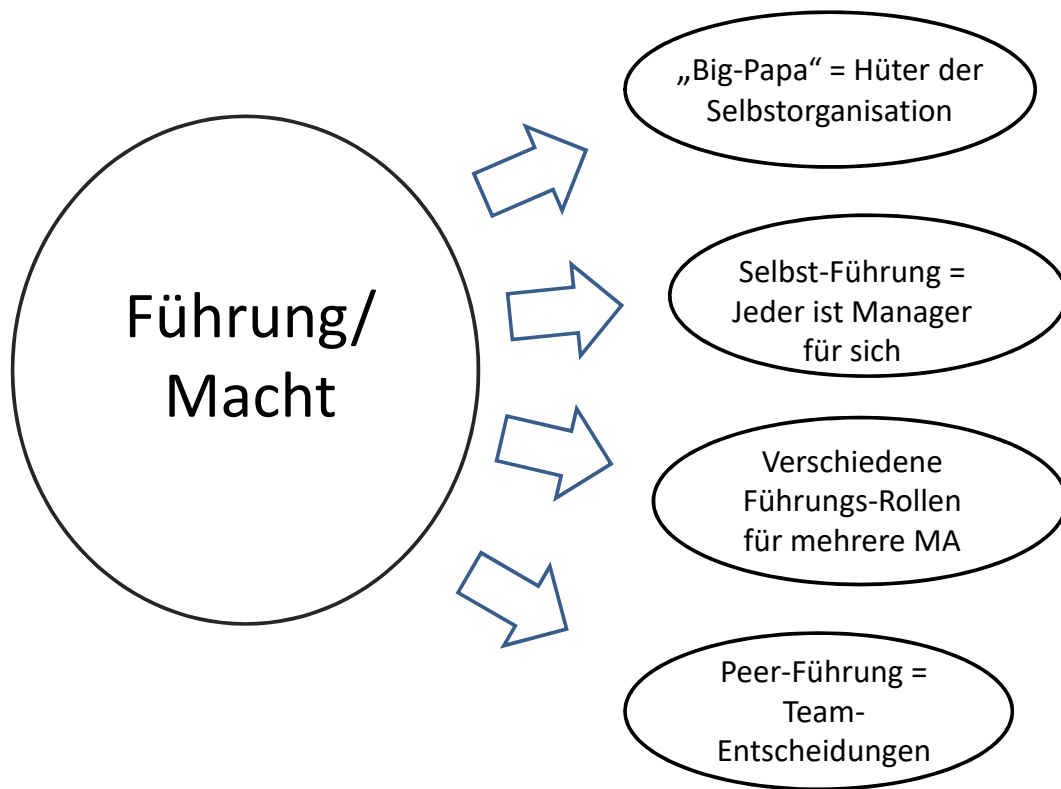 Führung/
Macht
„Big-Papa“ = Hüter der
Selbstorganisation
Selbst-Führung =
Jeder ist Manager
für sich
Verschiedene
Führungs-Rollen
für mehrere MA
Peer-Führung =
Team-
Entscheidungen